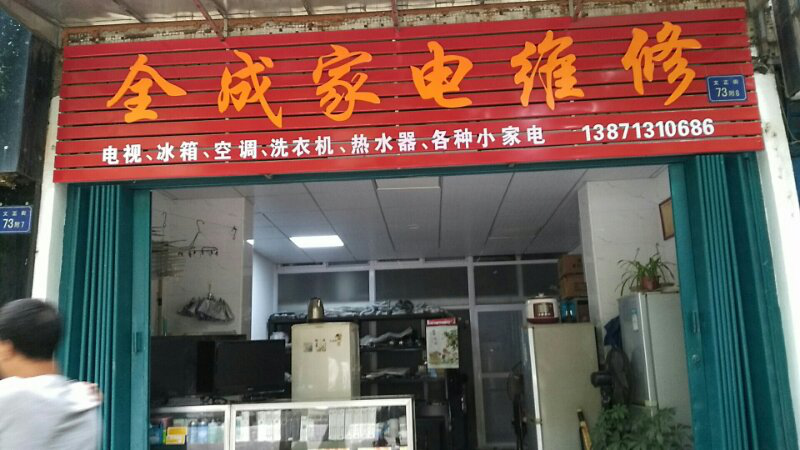 全成家电维修
电视、冰箱、空调、洗衣机、热水器、各种小家电 13871310686
文正街
73附8
文正街
73附7